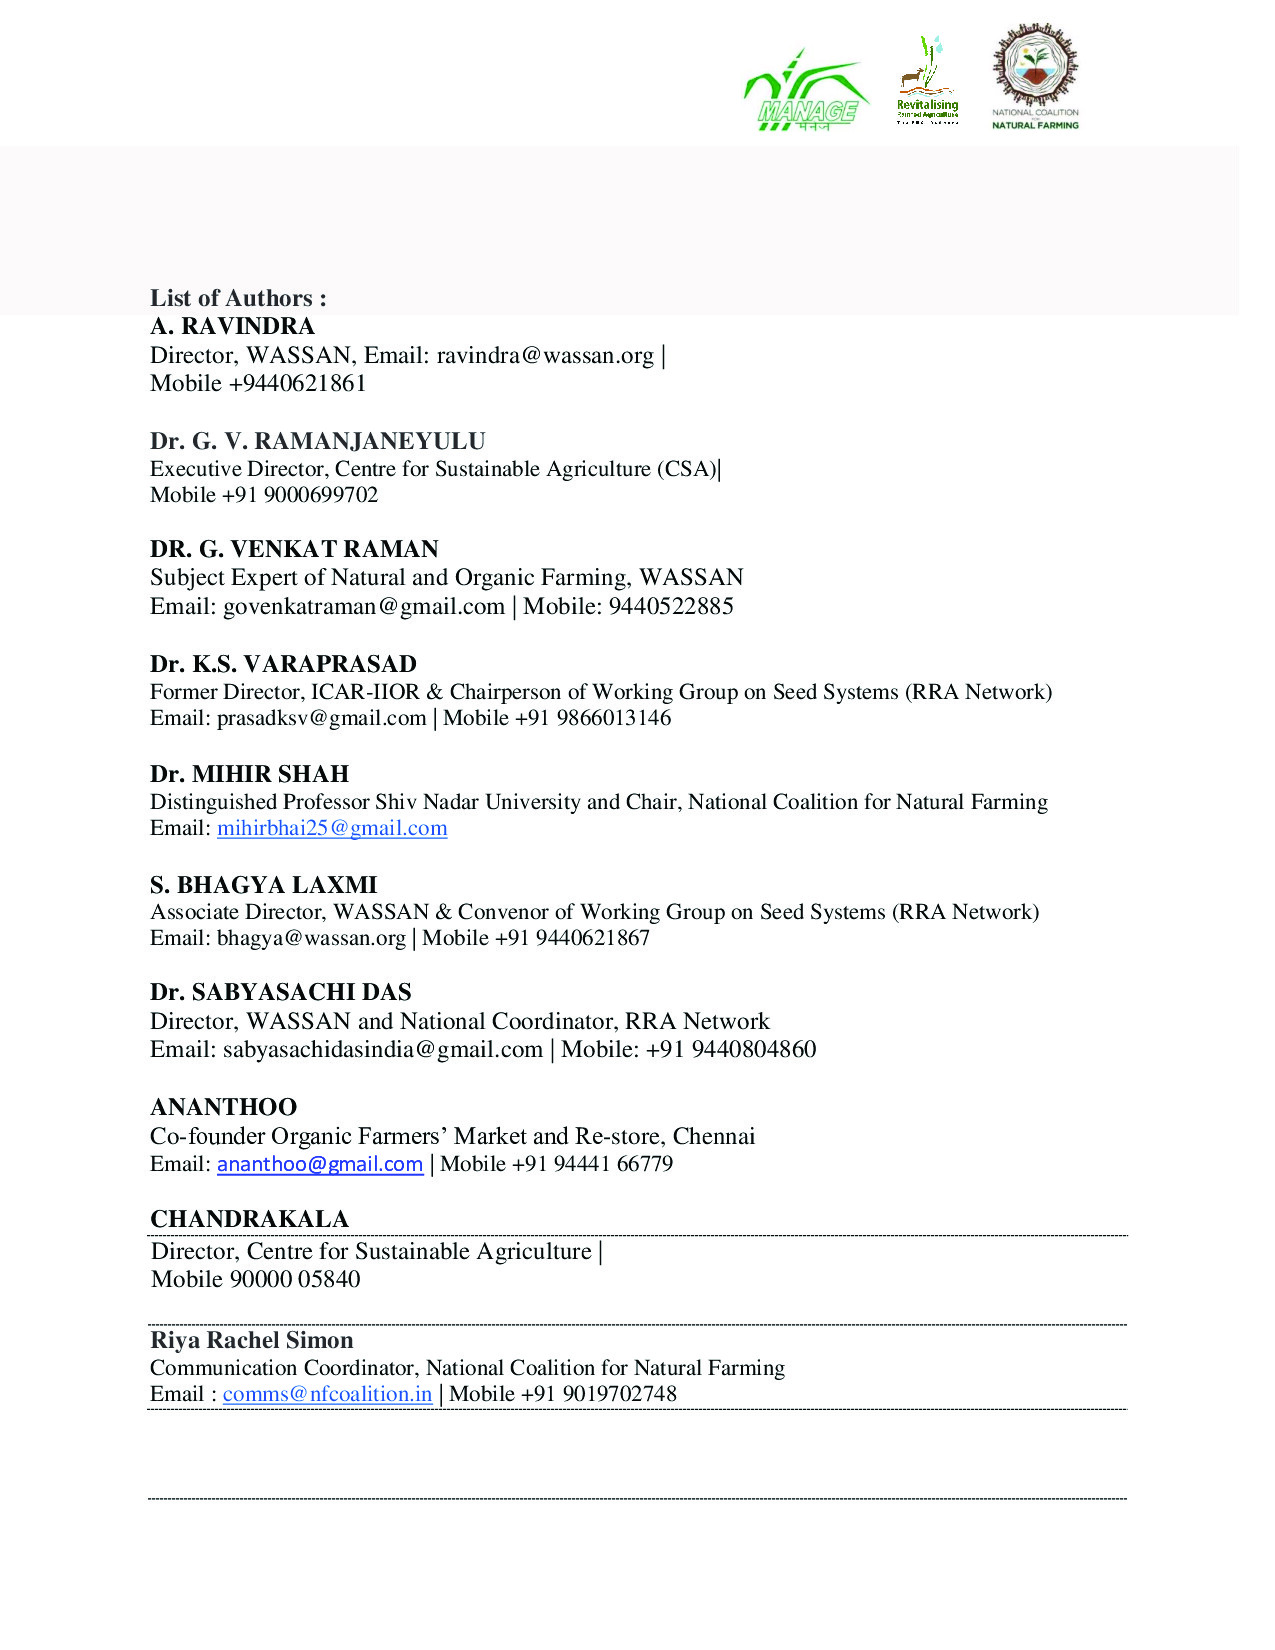 MANAGE
मैनेज
Revitalising
Rainfed Agriculture
NATIONAL COALITION
FOR
NATURAL FARMING
List of Authors :
A. RAVINDRA
Director, WASSAN, Email: ravindra@wassan.org |
Mobile +9440621861
Dr. G. V. RAMANJANEYULU
Executive Director, Centre for Sustainable Agriculture (CSA)|
Mobile +91 9000699702
DR. G. VENKAT RAMAN
Subject Expert of Natural and Organic Farming, WASSAN
Email: govenkatraman@gmail.com | Mobile: 9440522885
Dr. K.S. VARAPRASAD
Former Director, ICAR-IIOR & Chairperson of Working Group on Seed Systems (RRA Network)
Email: prasadksv@gmail.com | Mobile +91 9866013146
Dr. MIHIR SHAH
Distinguished Professor Shiv Nadar University and Chair, National Coalition for Natural Farming
Email: mihirbhai25@gmail.com
S. BHAGYA LAXMI
Associate Director, WASSAN & Convenor of Working Group on Seed Systems (RRA Network)
Email: bhagya@wassan.org | Mobile +91 9440621867
Dr. SABYASACHI DAS
Director, WASSAN and National Coordinator, RRA Network
Email: sabyasachidasindia@gmail.com | Mobile: +91 9440804860
ANANTHOO
Co-founder Organic Farmers’ Market and Re-store, Chennai
Email: ananthoo@gmail.com | Mobile +91 94441 66779
CHANDRAKALA
Director, Centre for Sustainable Agriculture |
Mobile 90000 05840
Riya Rachel Simon
Communication Coordinator, National Coalition for Natural Farming
Email : comms@nfcoalition.in | Mobile +91 9019702748